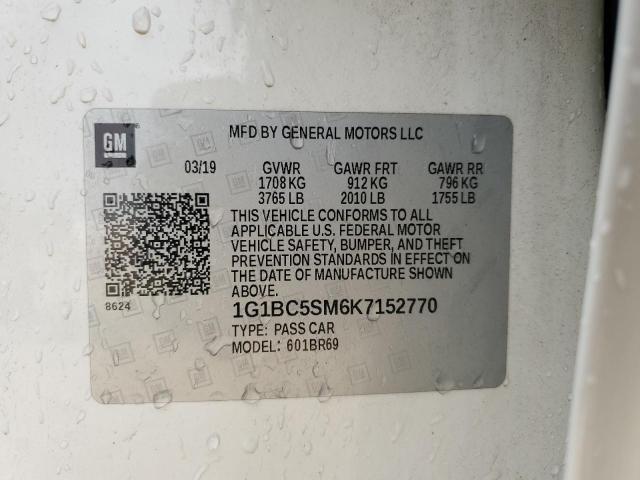 GM
MFD BY GENERAL MOTORS LLC
03/19 GVWR GAWR FRT GAWR RR
1708 KG 912 KG 796 KG
3765 LB 2010 LB 1755 LB
THIS VEHICLE CONFORMS TO ALL
APPLICABLE U.S. FEDERAL MOTOR
VEHICLE SAFETY, BUMPER, AND THEFT
PREVENTION STANDARDS IN EFFECT ON
THE DATE OF MANUFACTURE SHOWN
ABOVE.
8624
1G1BC5SM6K7152770
TYPE: PASS CAR
MODEL: 601BR69